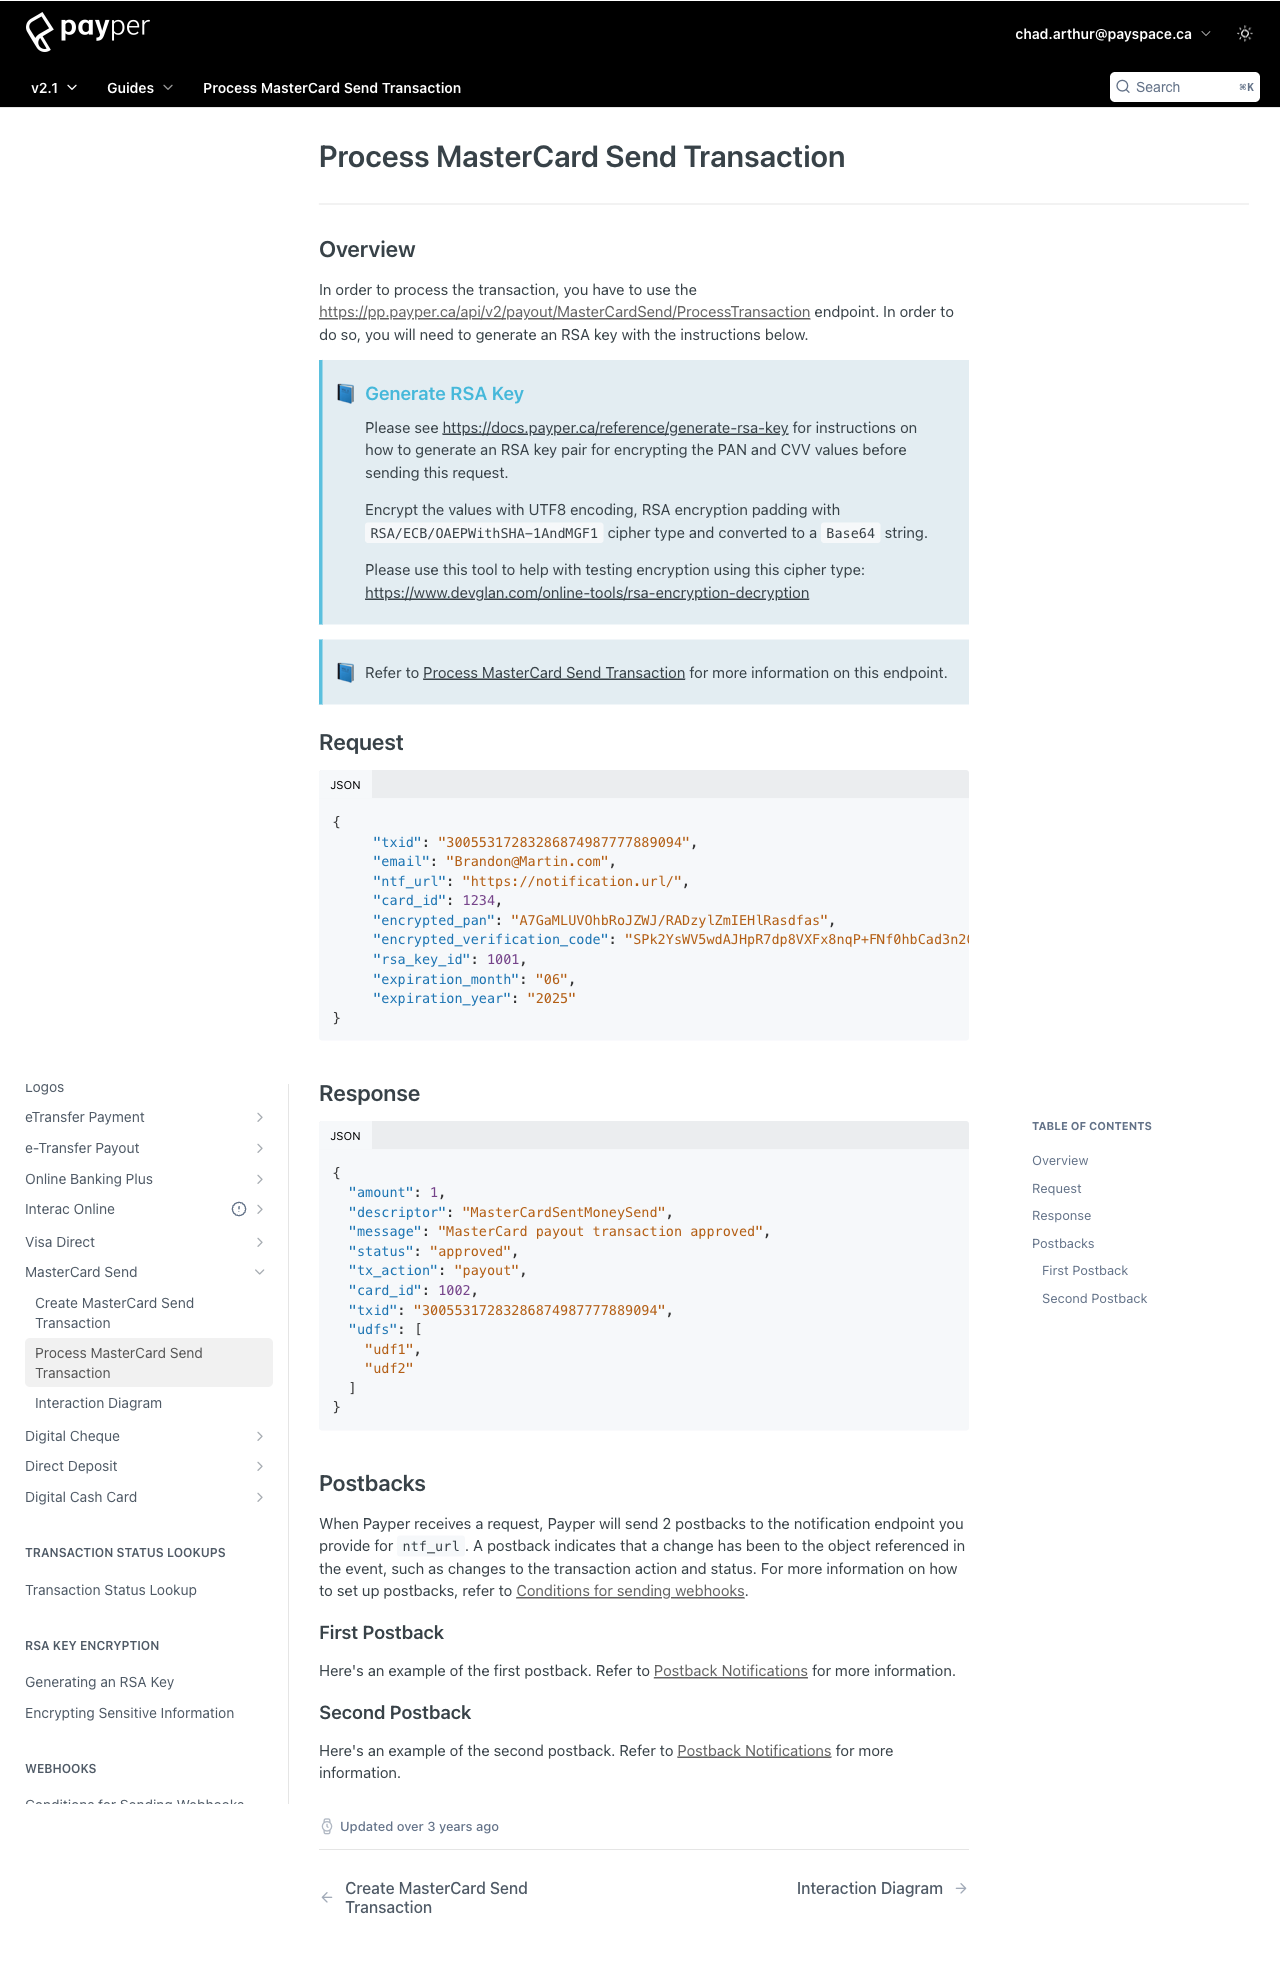 payper
chad.arthur@payspace.ca
v2.1
Guides
Process MasterCard Send Transaction
Search
⌘K
Process MasterCard Send Transaction
Overview
In order to process the transaction, you have to use the
https://pp.payper.ca/api/v2/payout/MasterCardSend/ProcessTransaction endpoint. In order to
do so, you will need to generate an RSA key with the instructions below.
Generate RSA Key
Please see https://docs.payper.ca/reference/generate-rsa-key for instructions on
how to generate an RSA key pair for encrypting the PAN and CVV values before
sending this request.
Encrypt the values with UTF8 encoding, RSA encryption padding with
RSA/ECB/OAEPWithSHA-1AndMGF1 cipher type and converted to a Base64 string.
Please use this tool to help with testing encryption using this cipher type:
https://www.devglan.com/online-tools/rsa-encryption-decryption
Refer to Process MasterCard Send Transaction for more information on this endpoint.
Request
JSON
{
"txid": "30055317283286874987777889094",
"email": "Brandon@Martin.com",
"ntf_url": "https://notification.url/",
"card_id": 1234,
"encrypted_pan": "A7GaMLUVOhbRoJZWJ/RADzylZmIEHlRasdfas",
"encrypted_verification_code": "SPk2YsWV5wdAJHpR7dp8VXFx8nqP+FNf0hbCad3n2
"rsa_key_id": 1001,
"expiration_month": "06",
"expiration_year": "2025"
}
Response
JSON
{
"amount": 1,
"descriptor": "MasterCardSentMoneySend",
"message": "MasterCard payout transaction approved",
"status": "approved",
"tx_action": "payout",
"card_id": 1002,
"txid": "30055317283286874987777889094",
"udfs": [
"udf1",
"udf2"
]
}
Postbacks
When Payper receives a request, Payper will send 2 postbacks to the notification endpoint you
provide for ntf_url. A postback indicates that a change has been to the object referenced in
the event, such as changes to the transaction action and status. For more information on how
to set up postbacks, refer to Conditions for sending webhooks.
First Postback
Here's an example of the first postback. Refer to Postback Notifications for more information.
Second Postback
Here's an example of the second postback. Refer to Postback Notifications for more
information.
Updated over 3 years ago
Create MasterCard Send
Transaction
Interaction Diagram
Logos
eTransfer Payment
e-Transfer Payout
Online Banking Plus
Interac Online
Visa Direct
MasterCard Send
Create MasterCard Send
Transaction
Process MasterCard Send
Transaction
Interaction Diagram
Digital Cheque
Direct Deposit
Digital Cash Card
TRANSACTION STATUS LOOKUPS
Transaction Status Lookup
RSA KEY ENCRYPTION
Generating an RSA Key
Encrypting Sensitive Information
WEBHOOKS
Conditions for Sending Webhooks
TABLE OF CONTENTS
Overview
Request
Response
Postbacks
First Postback
Second Postback